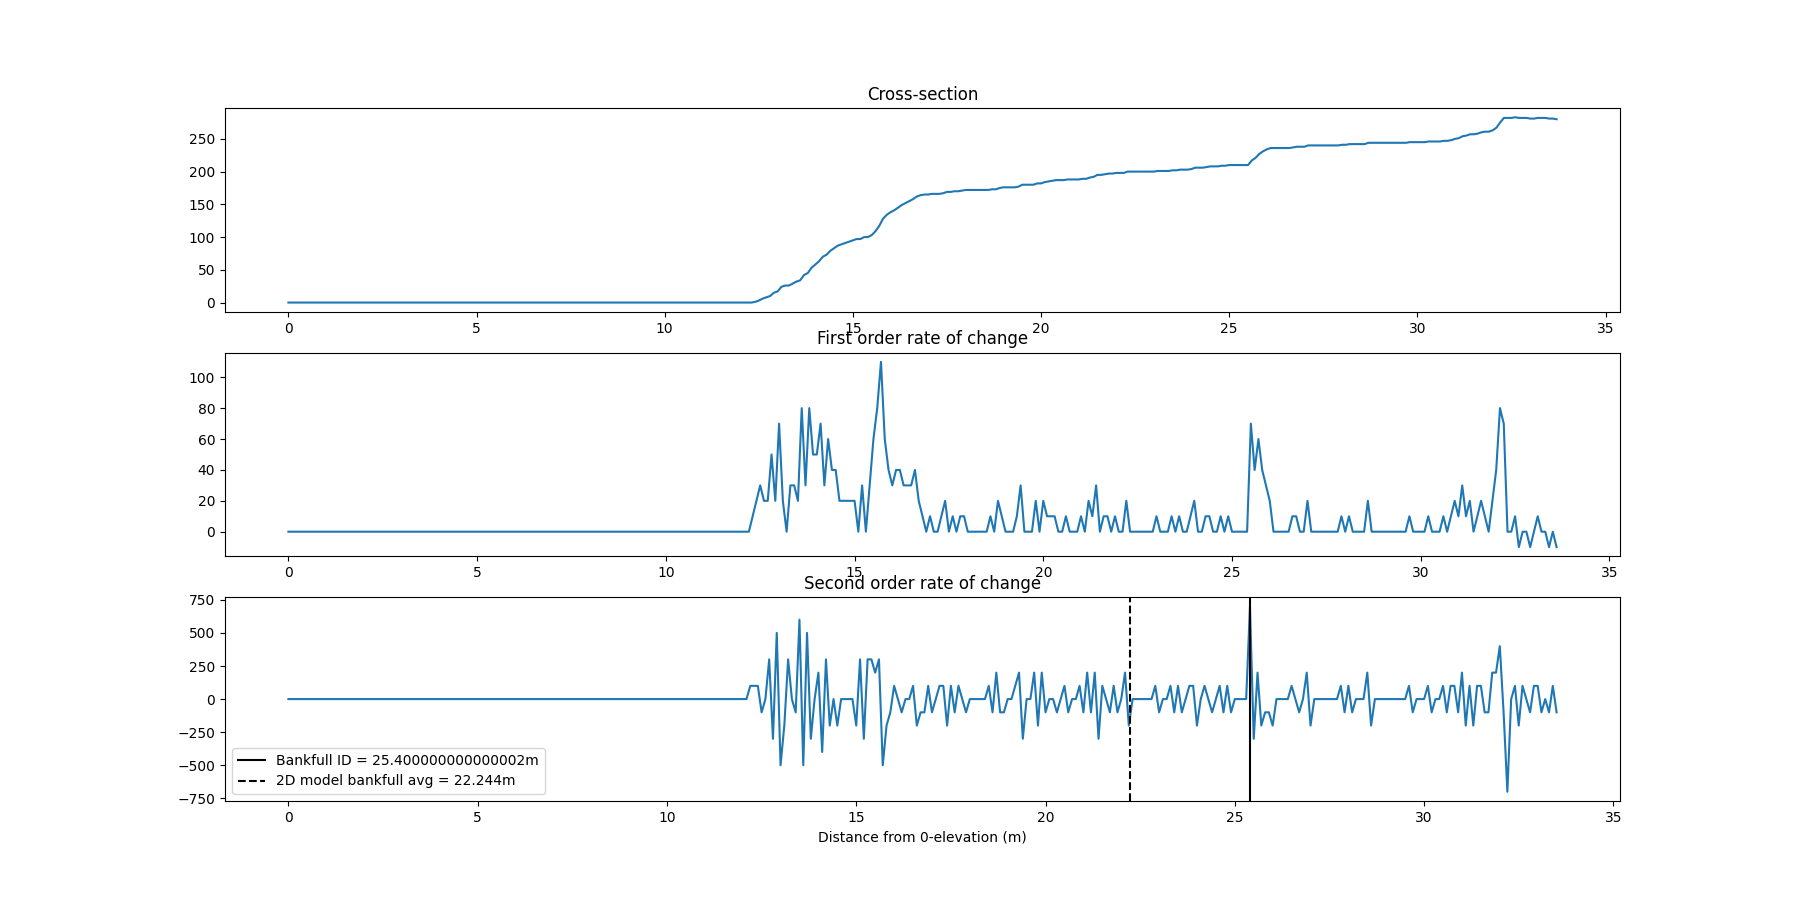 Cross-section
250
200
150
100
50
0
0 5 10 15 20 25 30 35
First order rate of change
100
80
60
40
20
0
0 5 10 15 20 25 30 35
Second order rate of change
750
500
250
0
−250
−500
−750
Bankfull ID = 25.400000000000002m
2D model bankfull avg = 22.244m
0 5 10 15 20 25 30 35
Distance from 0-elevation (m)